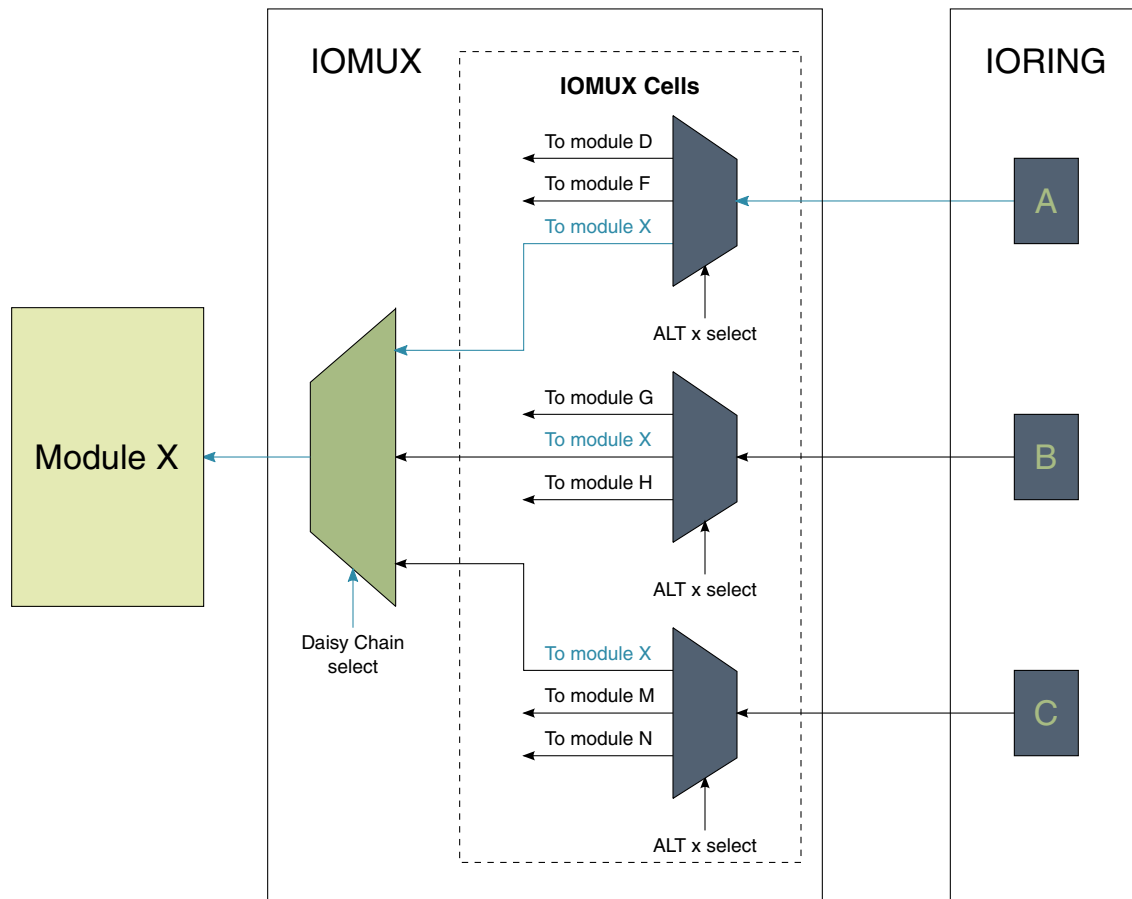 IOMUX
IORING
IOMUX Cells
To module D
To module F
To module X
A
ALT x select
Module X
To module G
To module X
To module H
B
ALT x select
Daisy Chain
select
To module X
To module M
To module N
C
ALT x select